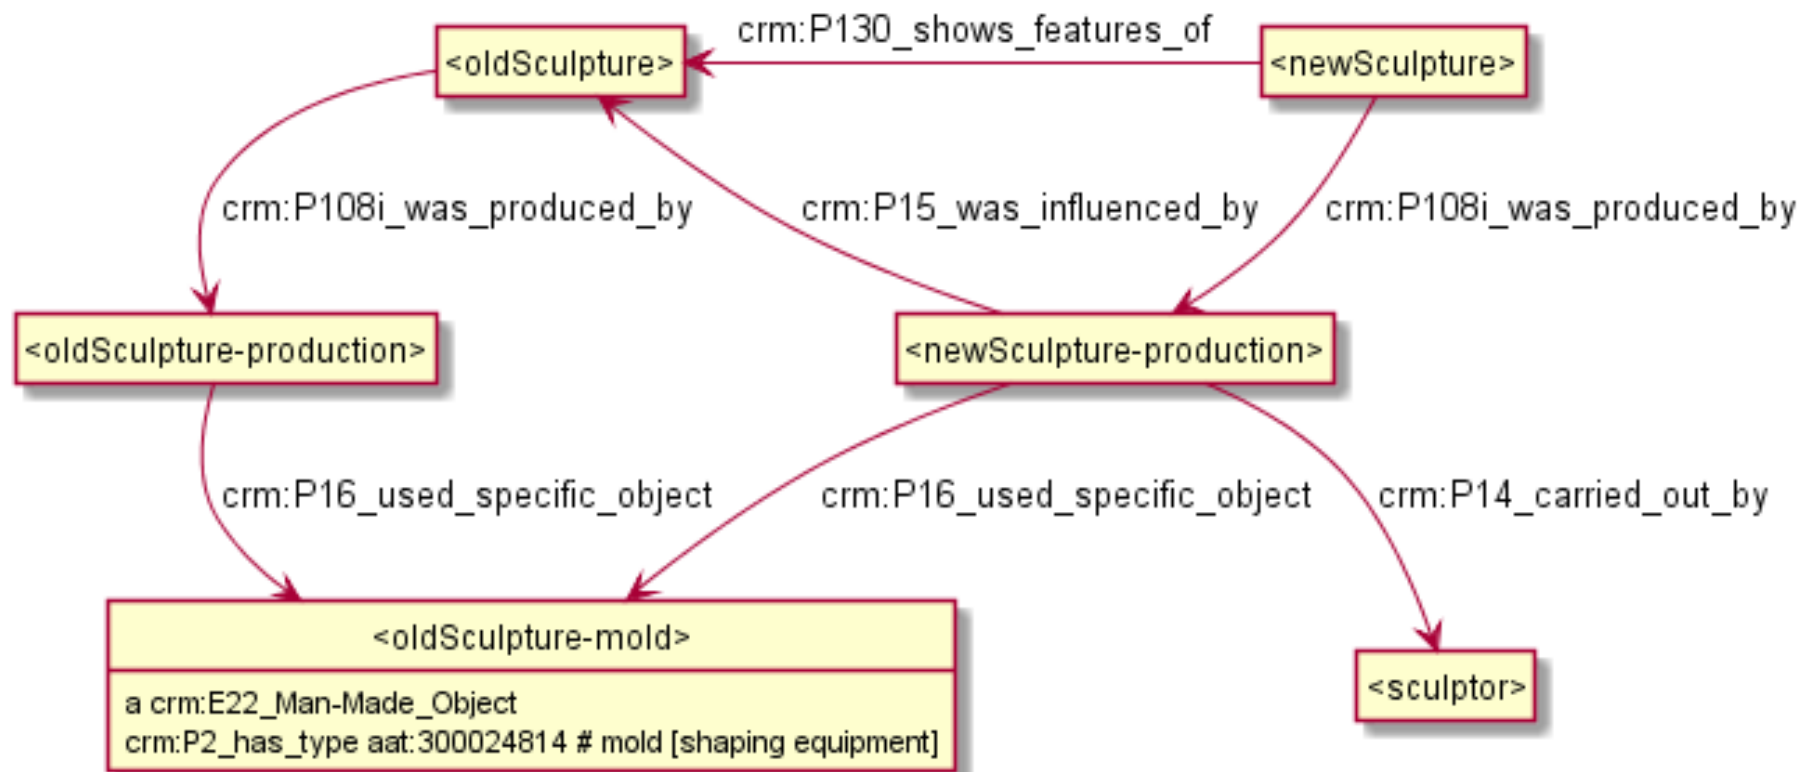 crm:P130_shows_features_of
<oldSculpture>
<newSculpture>
crm:P108i_was_produced_by
crm:P15_was_influenced_by
crm:P108i_was_produced_by
<oldSculpture-production>
<newSculpture-production>
crm:P16_used_specific_object
crm:P16_used_specific_object
crm:P14_carried_out_by
<oldSculpture-mold>
<sculptor>
a crm:E22_Man-Made_Object
crm:P2_has_type aat:300024814 # mold [shaping equipment]